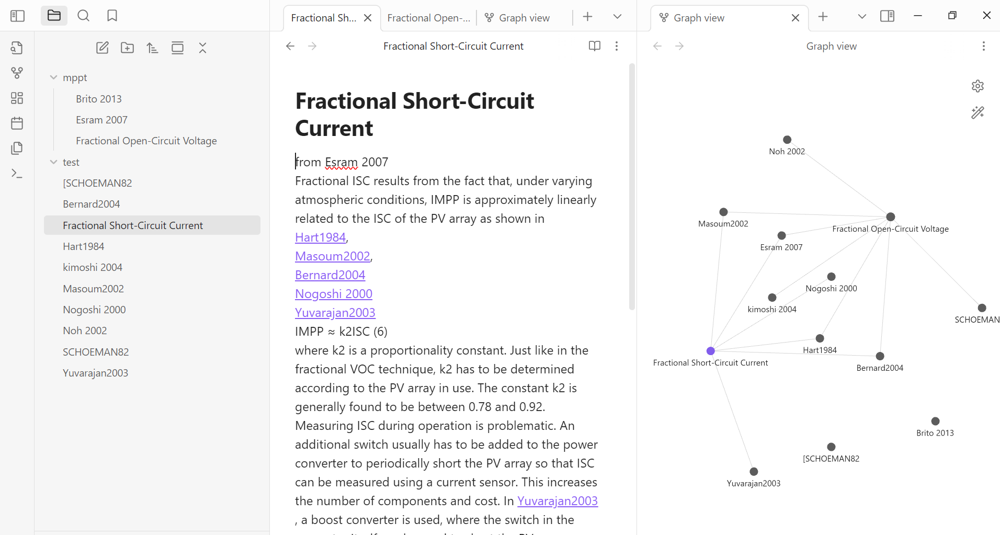 Fractional Sh...
Fractional Open-...
Graph view
Graph view
Fractional Short-Circuit Current
Graph view
mppt
Brito 2013
Esram 2007
Fractional Open-Circuit Voltage
test
[SCHOEMAN82
Bernard2004
Fractional Short-Circuit Current
Hart1984
kimoshi 2004
Masoum2002
Nogoshi 2000
Noh 2002
SCHOEMAN82
Yuvarajan2003
Fractional Short-Circuit
Current
from Esram 2007
Fractional ISC results from the fact that, under varying
atmospheric conditions, IMPP is approximately linearly
related to the ISC of the PV array as shown in
Hart1984,
Masoum2002,
Bernard2004
Nogoshi 2000
Yuvarajan2003
IMPP ≈ k2ISC (6)
where k2 is a proportionality constant. Just like in the
fractional VOC technique, k2 has to be determined
according to the PV array in use. The constant k2 is
generally found to be between 0.78 and 0.92.
Measuring ISC during operation is problematic. An
additional switch usually has to be added to the power
converter to periodically short the PV array so that ISC
can be measured using a current sensor. This increases
the number of components and cost. In Yuvarajan2003
, a boost converter is used, where the switch in the
Noh 2002
Masoum2002
Fractional Open-Circuit Voltage
Esram 2007
Nogoshi 2000
kimoshi 2004
SCHOEMAN
Hart1984
Fractional Short-Circuit Current
Bernard2004
Brito 2013
[SCHOEMAN82
Yuvarajan2003